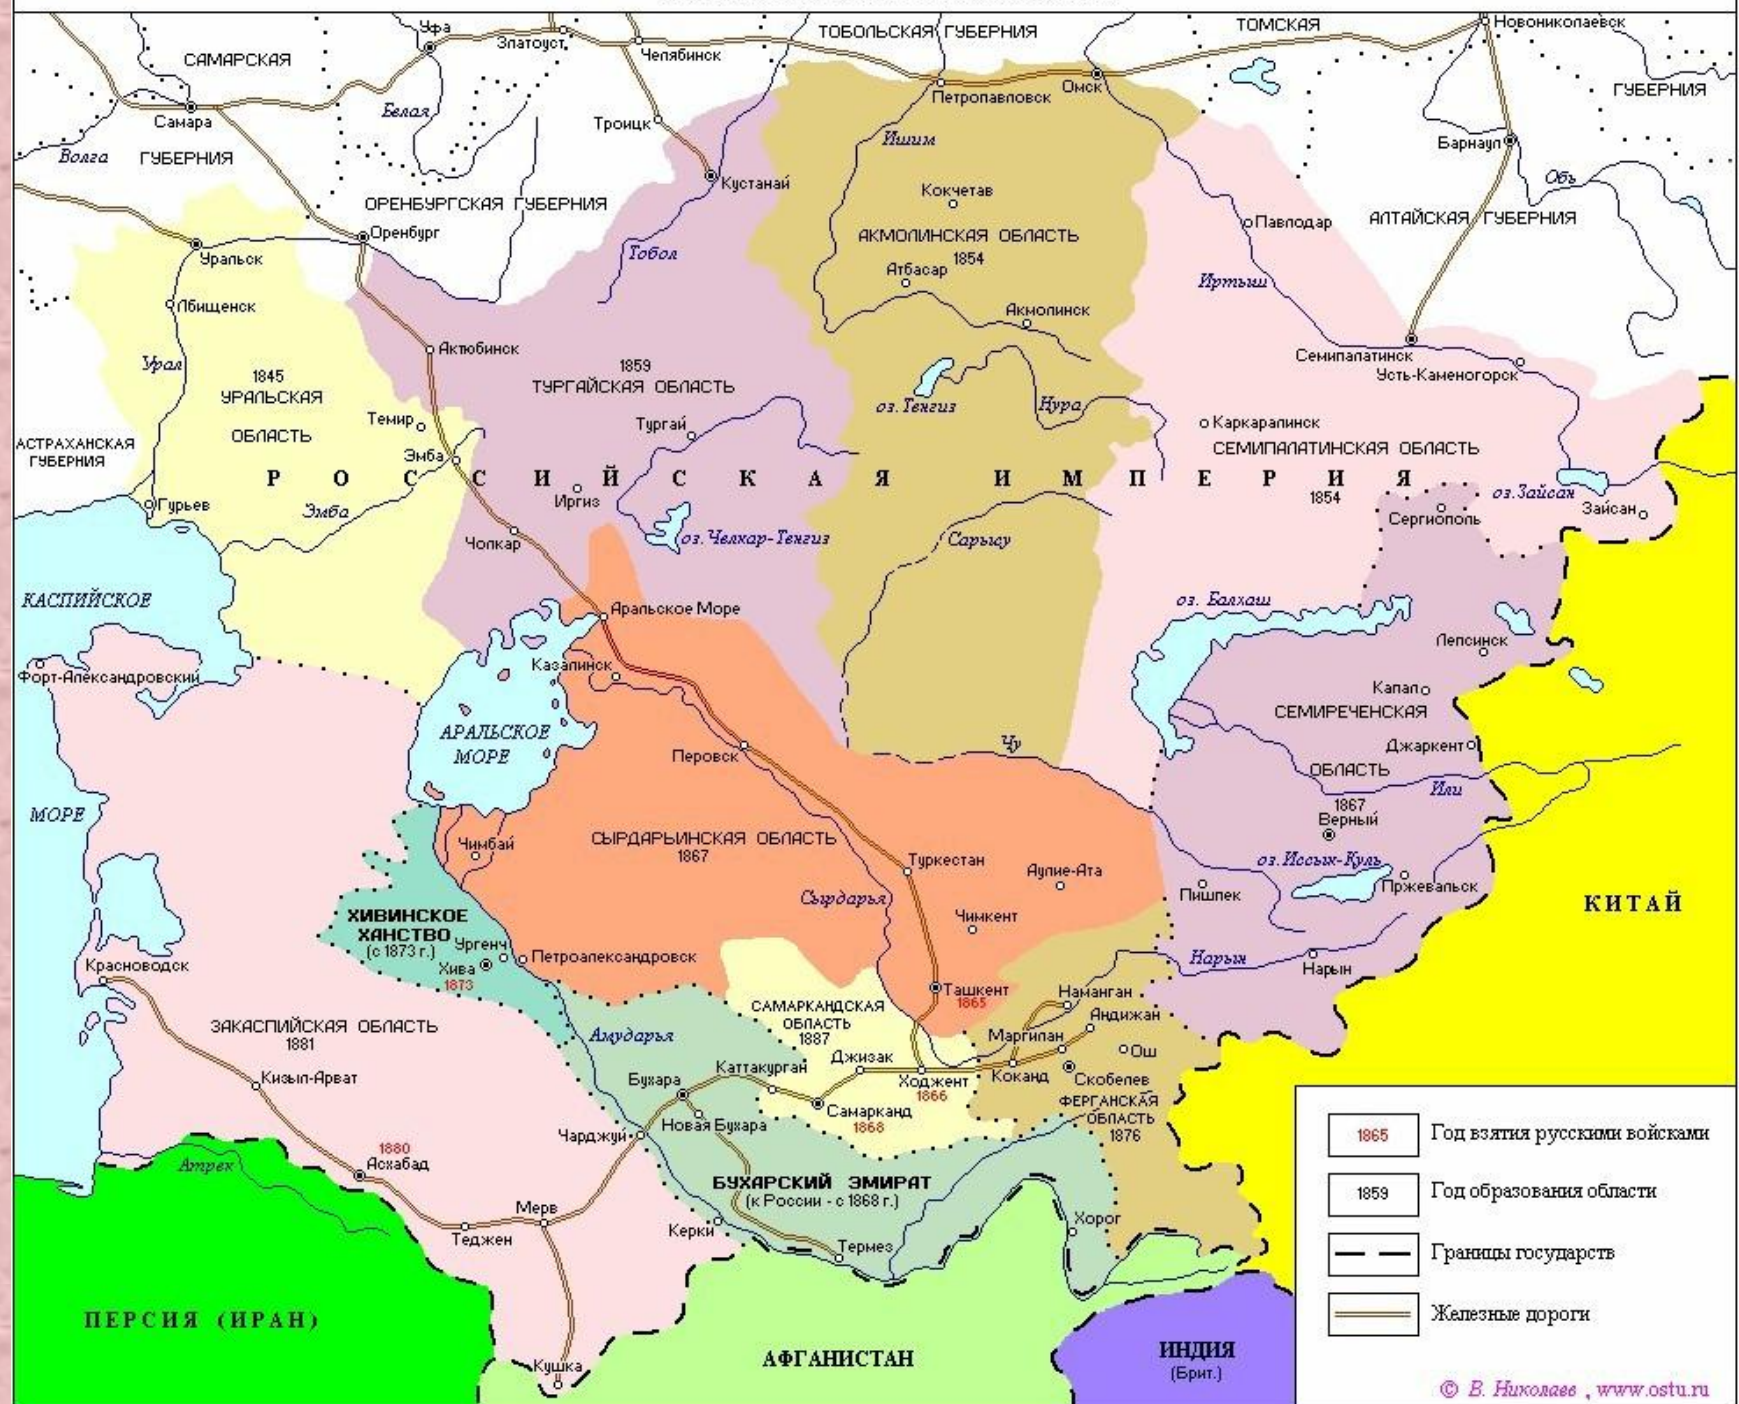 Уфа
Златоуст
Челябинск
ТОБОЛЬСКАЯ ГУБЕРНИЯ
ТОМСКАЯ
Новониколаевск
САМАРСКАЯ
Петропавловск
Омск
ГУБЕРНИЯ
Самара
Белая
Троицк
Ишим
Барнаул
Волга
ГУБЕРНИЯ
Кустанай
Кокчетав
Обь
ОРЕНБУРГСКАЯ ГУБЕРНИЯ
Павлодар
АЛТАЙСКАЯ ГУБЕРНИЯ
Оренбург
АКМОЛИНСКАЯ ОБЛАСТЬ
1854
Уральск
Тобол
Атбасар
Иртыш
Лбищенск
Акмолинск
Урал
Актюбинск
Семипалатинск
Усть-Каменогорск
1845
УРАЛЬСКАЯ
ОБЛАСТЬ
1859
ТУРГАЙСКАЯ ОБЛАСТЬ
оз. Тенгиз
Нура
Темир
Тургай
Каркаралинск
АСТРАХАНСКАЯ
ГУБЕРНИЯ
Эмба
СЕМИПАЛАТИНСКАЯ ОБЛАСТЬ
1854
РОССИЙСКАЯ ИМПЕРИЯ
Гурьев
Эмба
Иргиз
оз. Зайсан
Зайсан
Сергиополь
Чолкар
оз. Челкар-Тенгиз
Сарысу
КАСПИЙСКОЕ
Аральское Море
оз. Балхаш
Лепсинск
Форт-Александровский
Казалинск
Капал
СЕМИРЕЧЕНСКАЯ
АРАЛЬСКОЕ
МОРЕ
Перовск
Чу
Джаркент
ОБЛАСТЬ
1867
Или
МОРЕ
Верный
Чимбай
СЫРДАРЬИНСКАЯ ОБЛАСТЬ
1867
Туркестан
Аулие-Ата
оз. Иссык-Куль
Пржевальск
Пишпек
Сырдарья
Чимкент
КИТАЙ
ХИВИНСКОЕ
ХАНСТВО
(с 1873 г.)
Ургенч
Хива
1873
Петроалександровск
Нарын
Нарын
Красноводск
Ташкент
1865
Наманган
Андижан
САМАРКАНДСКАЯ
ОБЛАСТЬ
1887
ЗАКАСПИЙСКАЯ ОБЛАСТЬ
1881
Амударья
Маргилан
Ош
Джизак
Каттакурган
Кизыл-Арват
Бухара
Ходжент
1866
Коканд
Скобелев
ФЕРГАНСКАЯ
ОБЛАСТЬ
1876
Самарканд
1868
Новая Бухара
Чарджуй
1880
Асхабад
Атрек
БУХАРСКИЙ ЭМИРАТ
(к России - с 1868 г.)
Мерв
Теджен
Керки
Термез
Хорог
ПЕРСИЯ (ИРАН)
Кушка
АФГАНИСТАН
ИНДИЯ
(Брит.)
1865 Год взятия русскими войсками
1859 Год образования области
Границы государств
Железные дороги
© В. Николаев , www.ostu.ru